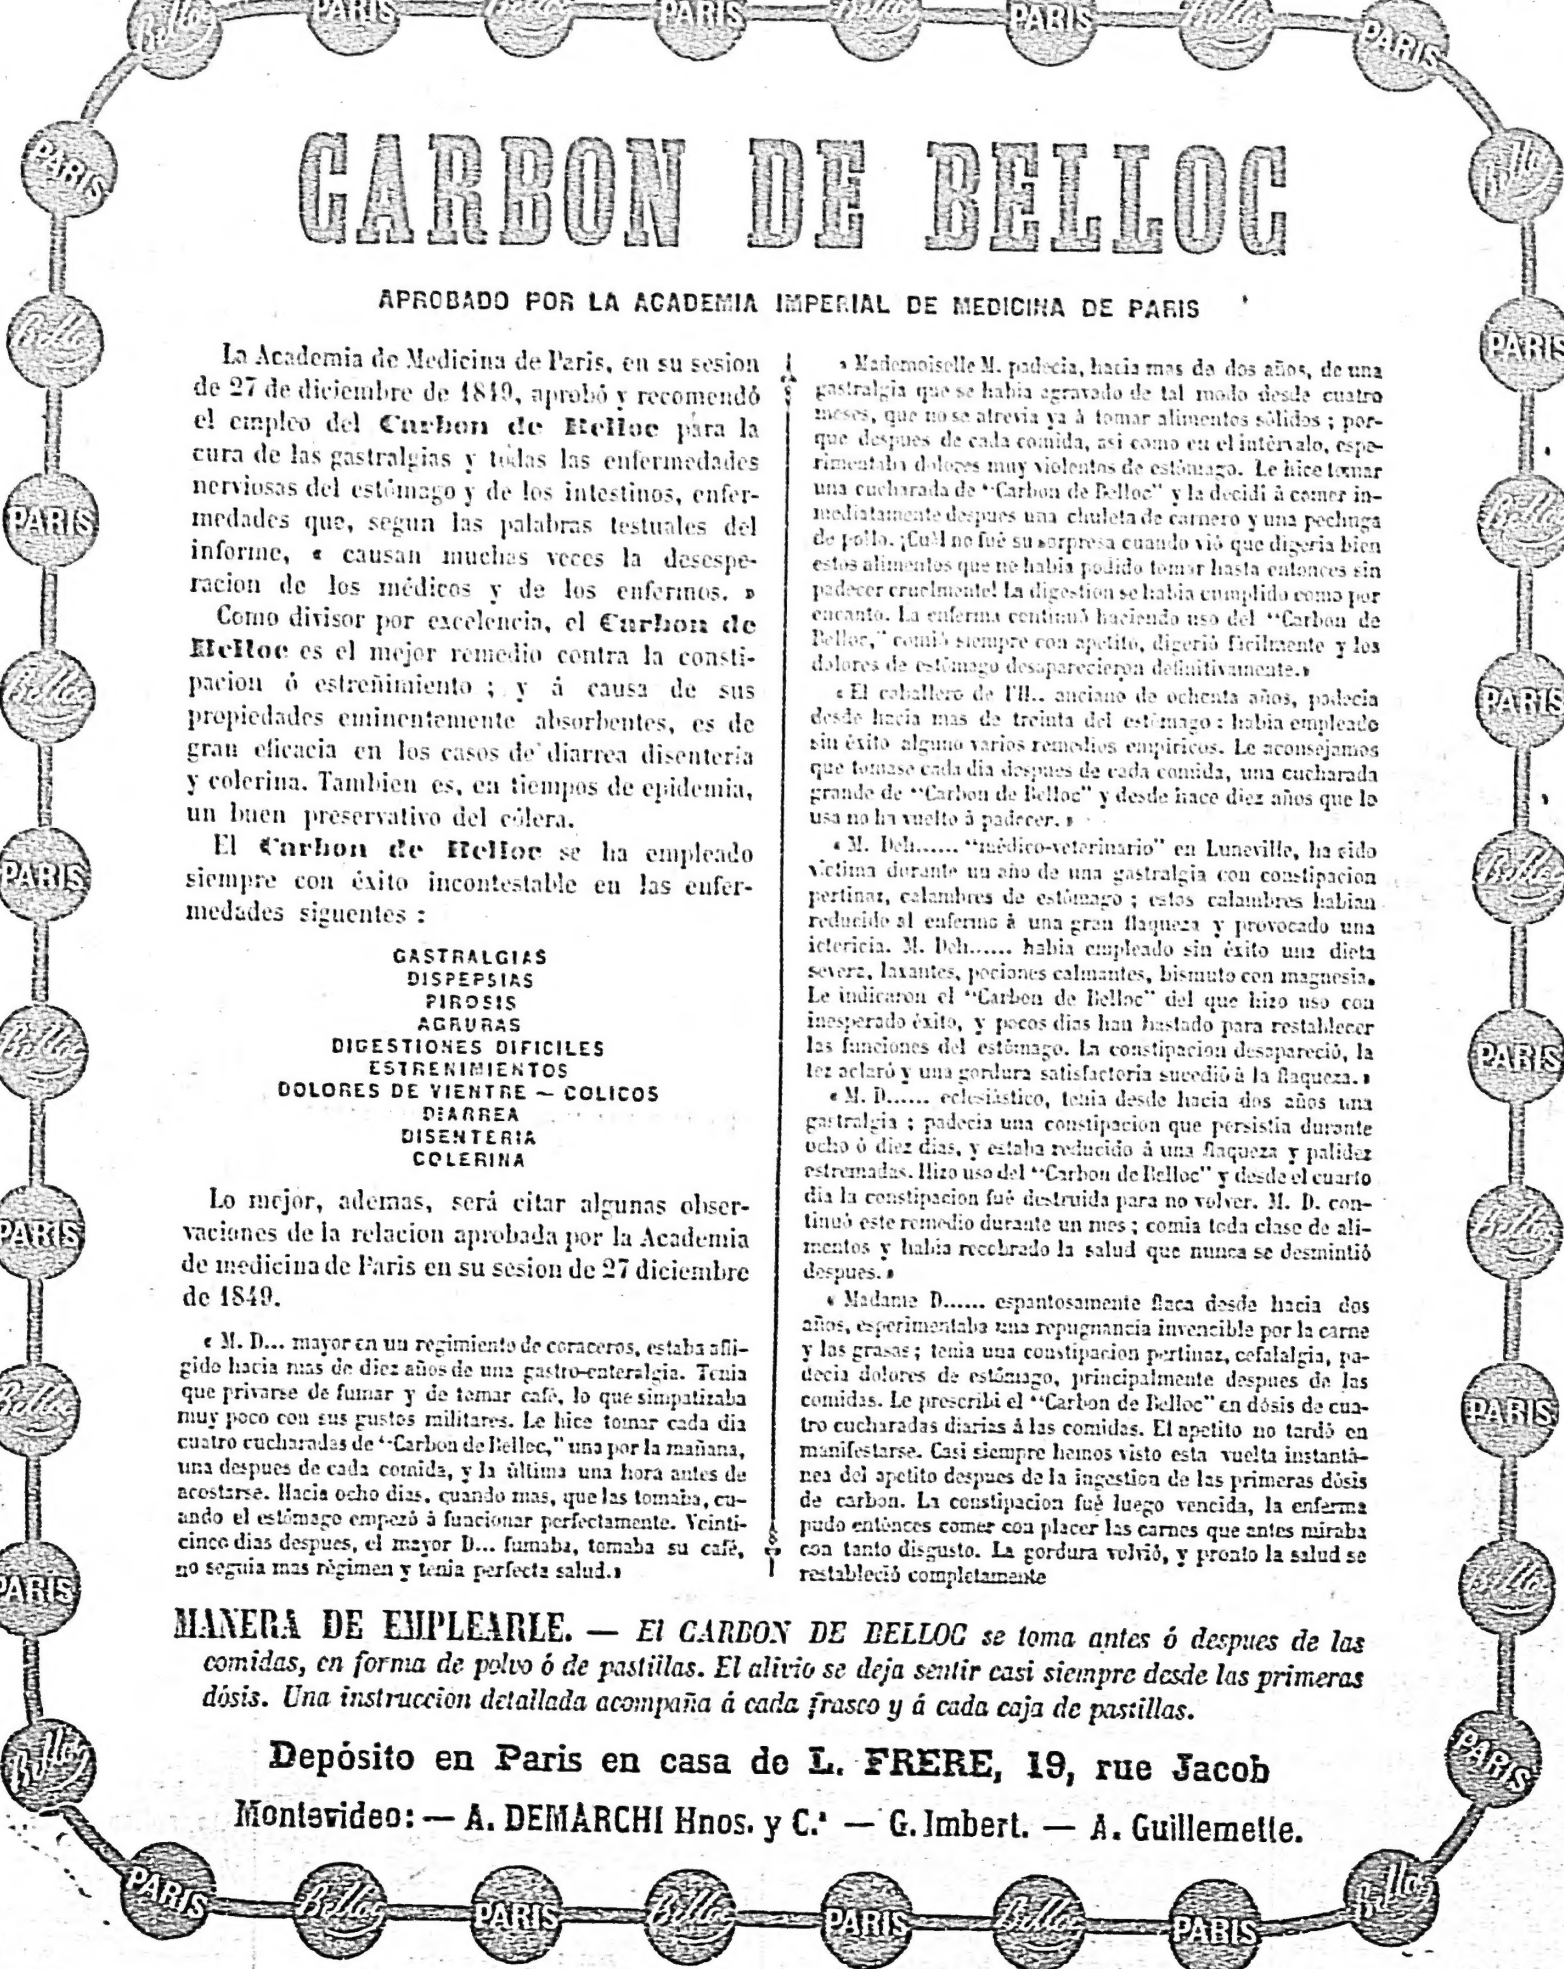 CARBON DE BELLOC
APROBADO POR LA ACADEMIA IMPERIAL DE MEDICINA DE PARIS
La Academia de Medicina de Paris, en su sesion
de 27 de diciembre de 1849, aprobó y recomendó
el empleo del Carbon de Belloc para la
cura de las gastralgias y todas las enfermedades
nerviosas del estómago y de los intestinos, enfer-
medades que, segun las palabras testuales del
informe, « causan muchas veces la desespe-
racion de los médicos y de los enfermos. »
Como divisor por excelencia, el Carbon de
Belloc es el mejor remedio contra la consti-
pacion ó estreñimiento ; y á causa de sus
propiedades eminentemente absorbentes, es de
gran eficacia en los casos de diarrea disentería
y colerina. Tambien es, en tiempos de epidemia,
un buen preservativo del cólera.
El Carbon de Belloc se ha empleado
siempre con éxito incontestable en las enfer-
medades siguentes :
GASTRALGIAS
DISPEPSIAS
PIROSIS
AGRURAS
DIGESTIONES DIFICILES
ESTRENIMIENTOS
DOLORES DE VIENTRE — COLICOS
DIARREA
DISENTERIA
COLERINA
Lo mejor, ademas, será citar algunas obser-
vaciones de la relacion aprobada por la Academia
de medicina de Paris en su sesion de 27 diciembre
de 1849.
« M. D... mayor en un regimiento de coraceros, estaba afli-
gido hacia mas de diez años de una gastro-enteralgia. Tenia
que privarse de fumar y de tomar café, lo que simpatizaba
muy poco con sus gustos militares. Le hice tomar cada dia
cuatro cucharadas de "Carbon de Belloc," una por la mañana,
una despues de cada comida, y la última una hora antes de
acostarse. Hacia ocho dias, quando mas, que las tomaba, cu-
ando el estómago empezó à funcionar perfectamente. Veinti-
cinco dias despues, el mayor D... fumaba, tomaba su café,
no seguia mas règimen y tenia perfecta salud.»
» Mademoiselle M. padecia, hacia mas de dos años, de una
gastralgia que se habia agravado de tal modo desde cuatro
meses, que no se atrevia ya à tomar alimentos sólidos ; por-
que despues de cada comida, asi como en el intérvalo, espe-
rimentaba dolores muy violentos de estómago. Le hice tomar
una cucharada de "Carbon de Belloc" y la decidi à comer in-
mediatamente despues una chuleta de carnero y una pechuga
de pollo. ¡Cuàl no fué su sorpresa cuando vió que digeria bien
estos alimentos que no habia podido tomar hasta entonces sin
padecer cruelmente! La digestion se habia cumplido como por
encanto. La enferma continuó haciendo uso del "Carbon de
Belloc," comió siempre con apetito, digerió fácilmente y los
dolores de estómago desaparecieron definitivamente.»
« El caballero de anciano de ochenta años, padecia
desde hacia mas de treinta del estómago : habia empleado
sin éxito alguno varios remedios empíricos. Le aconsejamos
que tomase cada dia despues de cada comida, una cucharada
grande de "Carbon de Belloc" y desde hace diez años que lo
usa no ha vuelto à padecer. »
« M. Deh...... "médico-veterinario" en Luneville, ha sido
víctima durante un año de una gastralgia con constipacion
pertinaz, calambres de estómago ; estos calambres habian
reducido al enfermo à una gran flaqueza y provocado una
ictericia. M. Deh...... habia empleado sin éxito una dieta
severa, laxantes, pociones calmantes, bismuto con magnesia.
Le indicaron el "Carbon de Belloc" del que hizo uso con
inesperado éxito, y pocos dias han bastado para restablecer
las funciones del estómago. La constipacion desapareció, la
tez aclaró y una gordura satisfactoria sucedió à la flaqueza.»
« M. D...... eclesiàstico, tenia desde hacia dos años una
gastralgia ; padecia una constipacion que persistia durante
ocho ó diez dias, y estaba reducido à una flaqueza y palidez
estremadas. Hizo uso del "Carbon de Belloc" y desde el cuarto
dia la constipacion fué destruida para no volver. M. D. con-
tinuó este remedio durante un mes ; comia toda clase de ali-
mentos y habia recobrado la salud que nunca se desmintió
despues.»
« Madame D...... espantosamente flaca desde hacia dos
años, esperimentaba una repugnancia invencible por la carne
y las grasas ; tenia una constipacion pertinaz, cefalalgia, pa-
decia dolores de estómago, principalmente despues de las
comidas. Le prescribi el "Carbon de Belloc" en dósis de cua-
tro cucharadas diarias à las comidas. El apetito no tardó en
manifestarse. Casi siempre hemos visto esta vuelta instantà-
nea del apetito despues de la ingestion de las primeras dósis
de carbon. La constipacion fué luego vencida, la enferma
pudo entónces comer con placer las carnes que antes miraba
con tanto disgusto. La gordura volvió, y pronto la salud se
restableció completamente
MANERA DE EMPLEARLE. — El CARBON DE BELLOC se toma antes ó despues de las
comidas, en forma de polvo ó de pastillas. El alivio se deja sentir casi siempre desde las primeras
dósis. Una instruccion detallada acompaña á cada frasco y á cada caja de pastillas.
Depósito en Paris en casa de L. FRERE, 19, rue Jacob
Montevideo: — A. DEMARCHI Hnos. y C.ª — G. Imbert. — A. Guillemette.